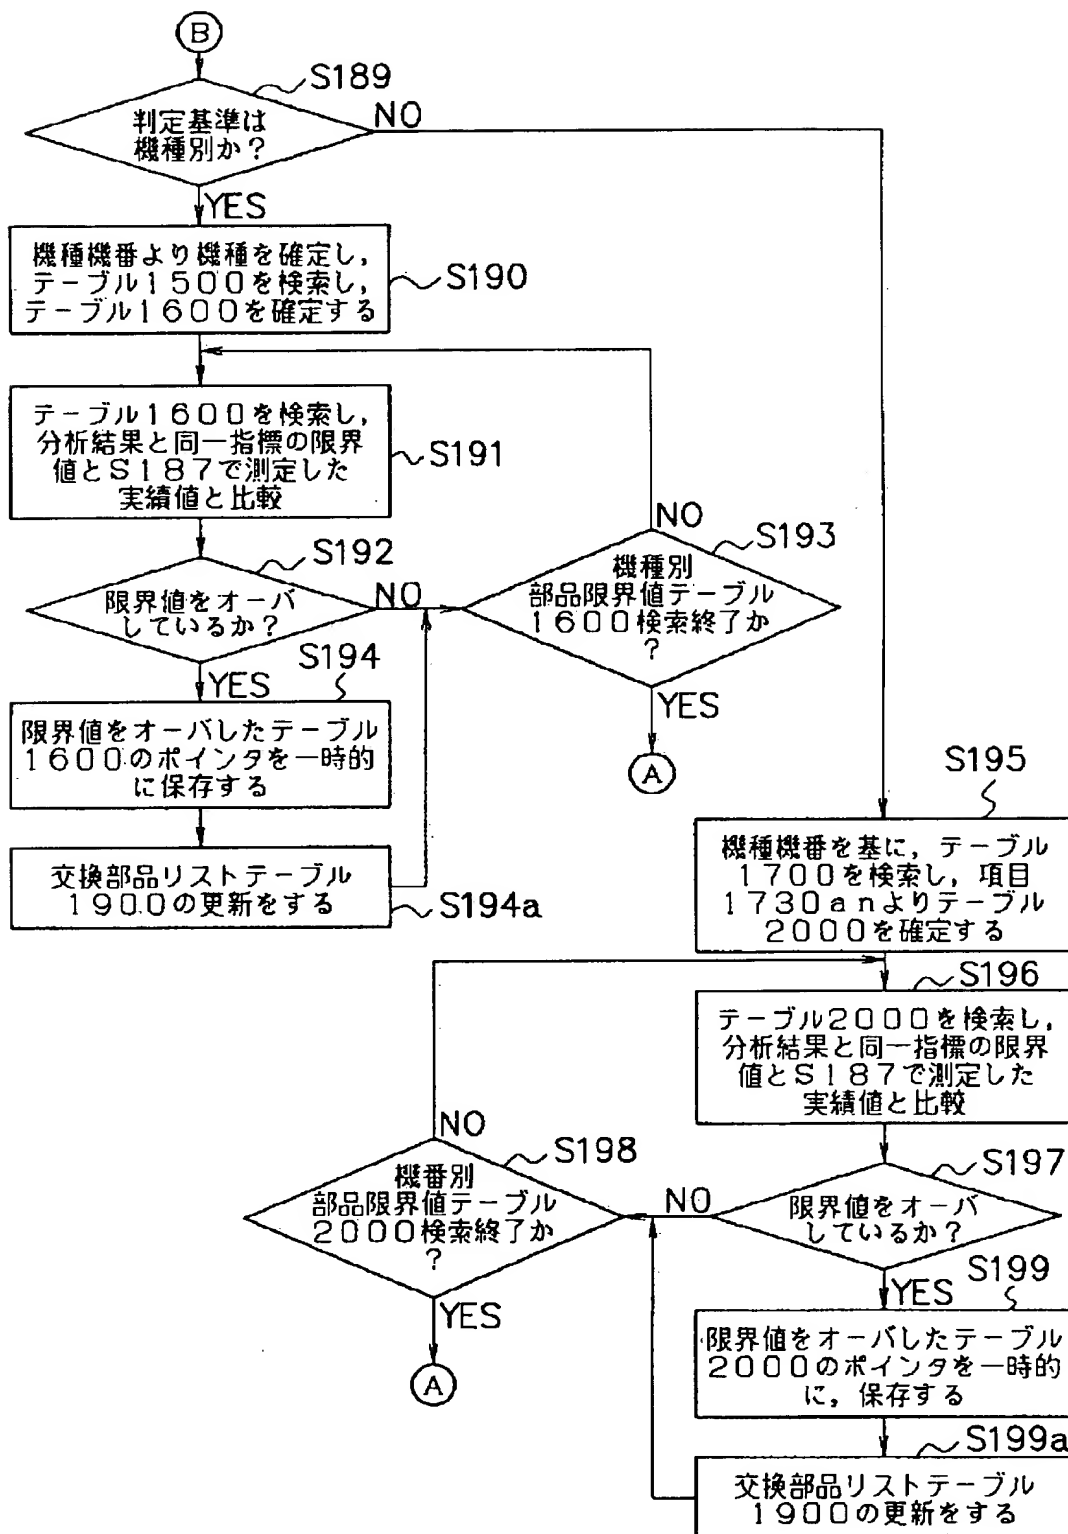 B
S189
判定基準は
機種別か？
NO
YES
機種機番より機種を確定し，
テーブル１５００を検索し，
テーブル１６００を確定する
S190
テーブル１６００を検索し，
分析結果と同一指標の限界
値とＳ１８７で測定した
実績値と比較
S191
S192
限界値をオーバ
しているか？
NO
YES
S193
機種別
部品限界値テーブル
１６００検索終了か
？
NO
YES
A
S194
限界値をオーバしたテーブル
１６００のポインタを一時的
に保存する
交換部品リストテーブル
１９００の更新をする
S194a
S195
機種機番を基に，テーブル
１７００を検索し，項目
１７３０ａｎよりテーブル
２０００を確定する
S196
テーブル２０００を検索し，
分析結果と同一指標の限界
値とＳ１８７で測定した
実績値と比較
S197
限界値をオーバ
しているか？
NO
YES
S198
機番別
部品限界値テーブル
２０００検索終了か
？
NO
YES
A
S199
限界値をオーバしたテーブル
２０００のポインタを一時的
に，保存する
S199a
交換部品リストテーブル
１９００の更新をする